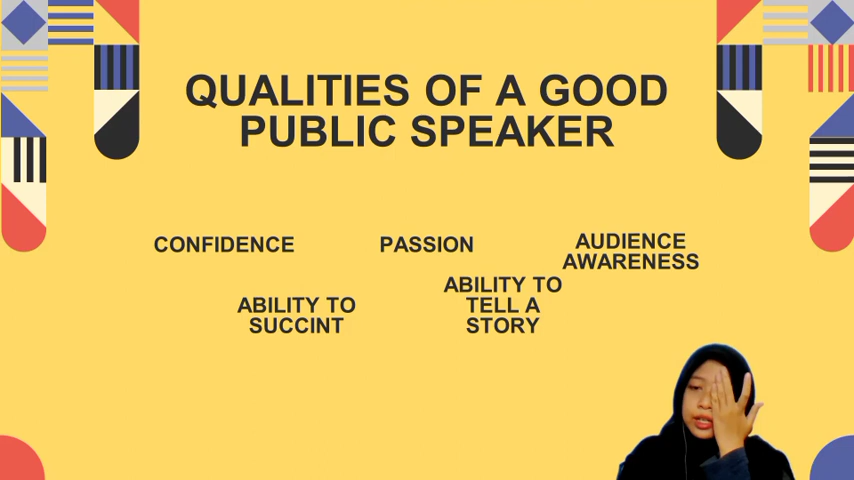 QUALITIES OF A GOOD
PUBLIC SPEAKER
CONFIDENCE
PASSION
AUDIENCE
AWARENESS
ABILITY TO
SUCCINT
ABILITY TO
TELL A
STORY